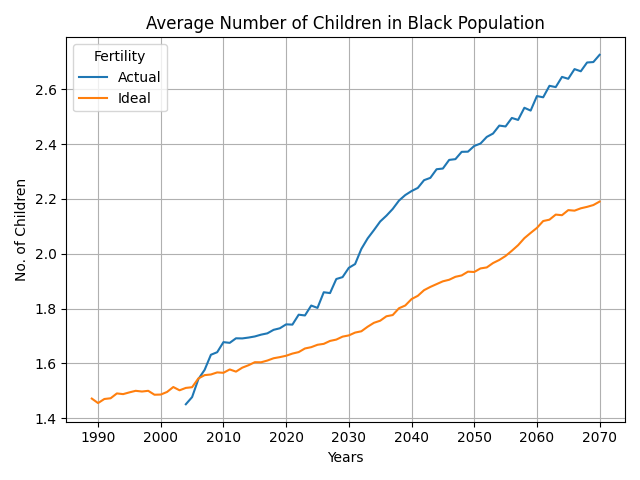 Average Number of Children in Black Population
Fertility
Actual
Ideal
No. of Children
2.6
2.4
2.2
2.0
1.8
1.6
1.4
1990 2000 2010 2020 2030 2040 2050 2060 2070
Years